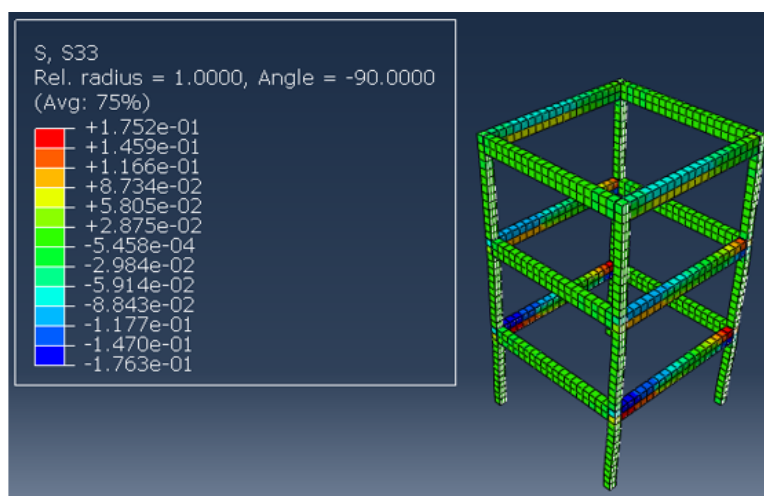 S, S33
Rel. radius = 1.0000, Angle = -90.0000
(Avg: 75%)
+1.752e-01
+1.459e-01
+1.166e-01
+8.734e-02
+5.805e-02
+2.875e-02
-5.458e-04
-2.984e-02
-5.914e-02
-8.843e-02
-1.177e-01
-1.470e-01
-1.763e-01